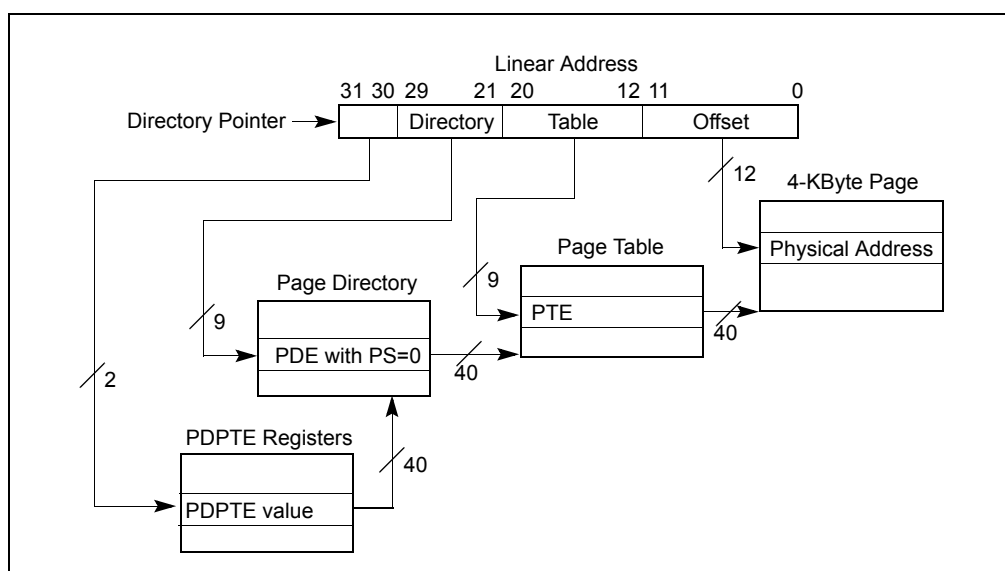 Linear Address
31 30 29 21 20 12 11 0
Directory Pointer Directory Table Offset
12
4-KByte Page
Physical Address
Page Table
9
PTE
40
Page Directory
9
PDE with PS=0
40
2
PDPTE Registers
40
PDPTE value